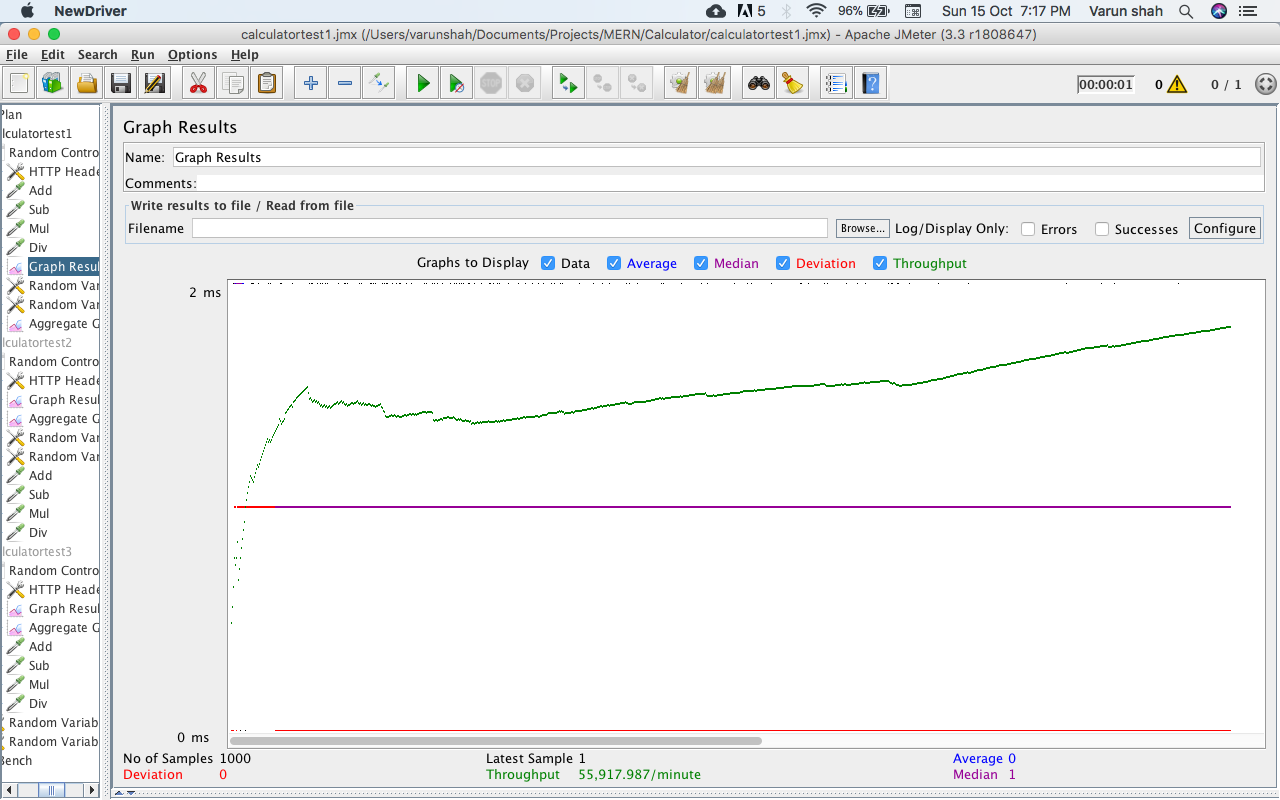 NewDriver 5 96% Sun 15 Oct 7:17 PM Varun shah
calculatortest1.jmx (/Users/varunshah/Documents/Projects/MERN/Calculator/calculatortest1.jmx) - Apache JMeter (3.3 r1808647)
File Edit Search Run Options Help
00:00:01 0 0 / 1
Plan
lculatortest1
Random Contro
HTTP Heade
Add
Sub
Mul
Div
Graph Resul
Random Var
Random Var
Aggregate G
lculatortest2
Random Contro
HTTP Heade
Graph Resul
Aggregate G
Random Var
Random Var
Add
Sub
Mul
Div
lculatortest3
Random Contro
HTTP Heade
Graph Resul
Aggregate G
Add
Sub
Mul
Div
Random Variab
Random Variab
Bench
Graph Results
Name: Graph Results
Comments:
Write results to file / Read from file
Filename Browse... Log/Display Only: Errors Successes Configure
Graphs to Display Data Average Median Deviation Throughput
2 ms
0 ms
No of Samples 1000 Latest Sample 1 Average 0
Deviation 0 Throughput 55,917.987/minute Median 1